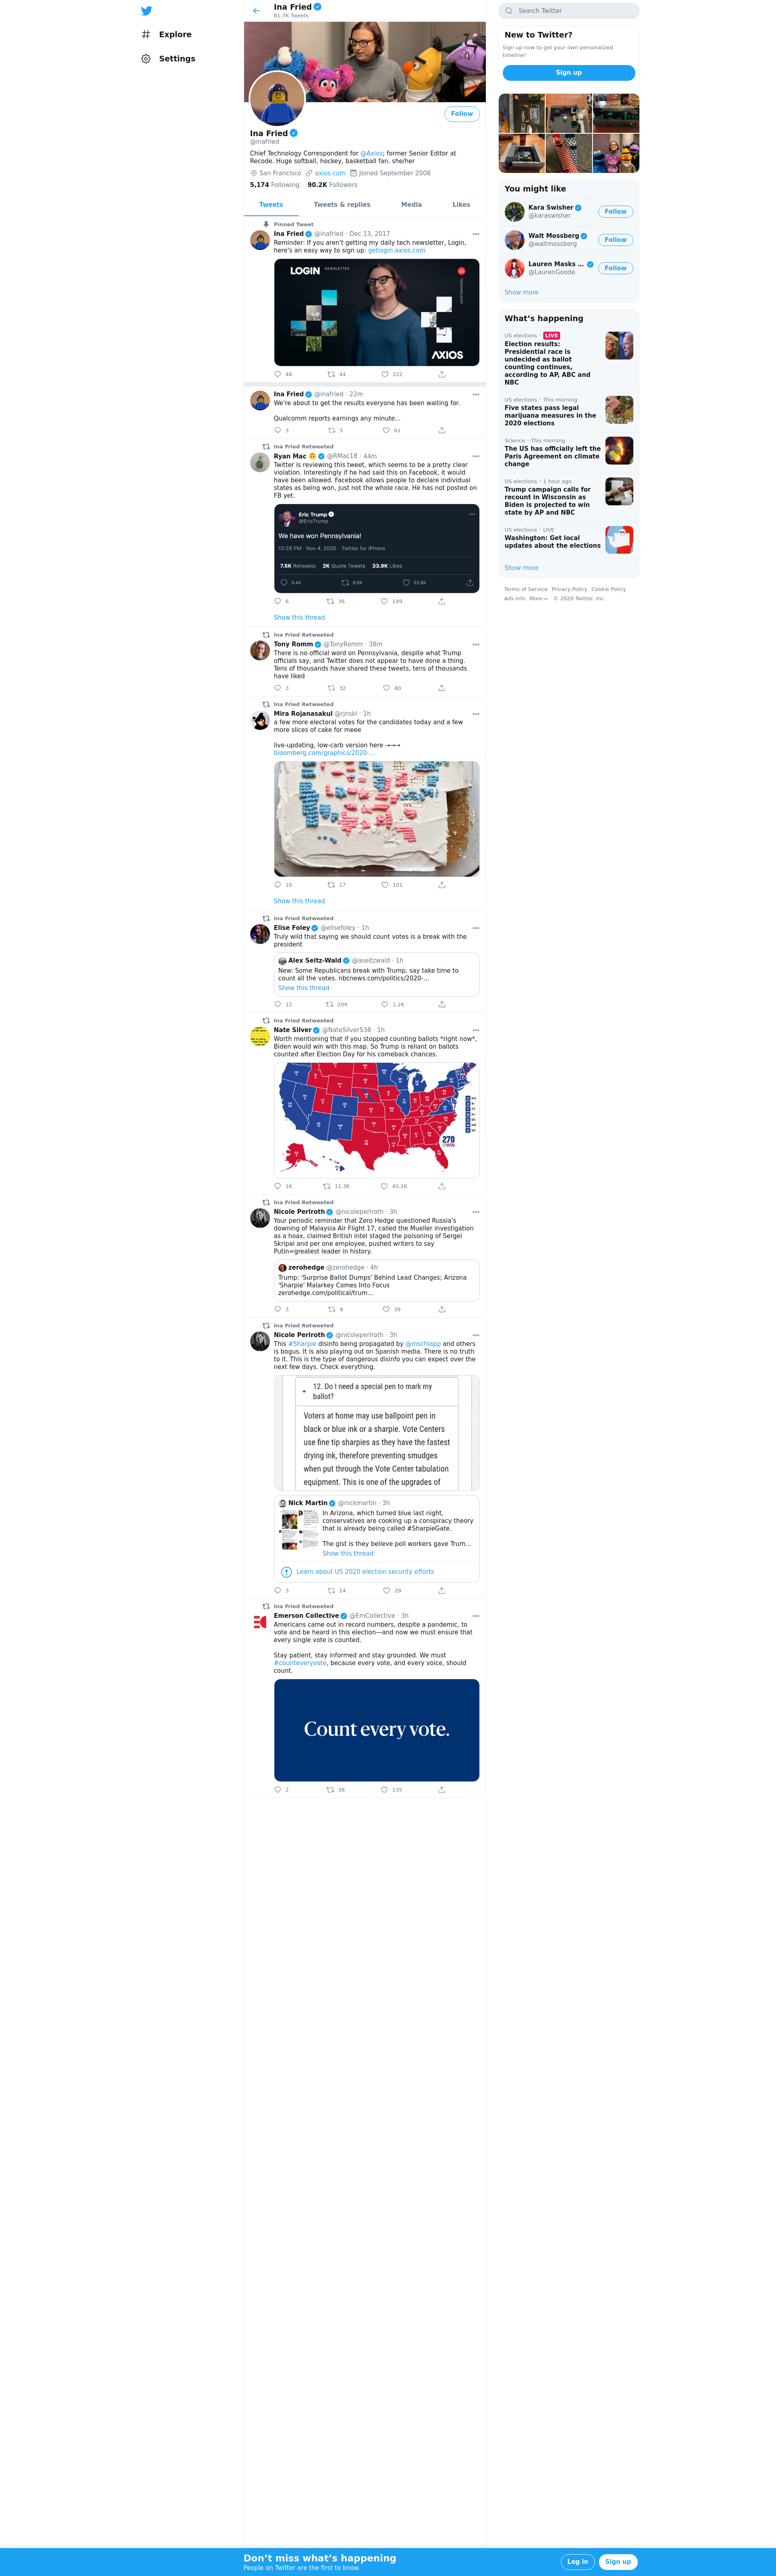 Explore
Settings
Ina Fried
81.7K Tweets
Follow
Ina Fried
@inafried
Chief Technology Correspondent for @Axios; former Senior Editor at
Recode. Huge softball, hockey, basketball fan. she/her
San Francisco axios.com Joined September 2008
5,174 Following 90.2K Followers
Tweets Tweets & replies Media Likes
Pinned Tweet
Ina Fried @inafried · Dec 13, 2017
Reminder: If you aren't getting my daily tech newsletter, Login,
here's an easy way to sign up: getlogin.axios.com
LOGIN NEWSLETTER
TECHNOLOGY
AXIOS
48 44 222
Ina Fried @inafried · 22m
We're about to get the results everyone has been waiting for.
Qualcomm reports earnings any minute...
3 5 61
Ina Fried Retweeted
Ryan Mac 🙃 @RMac18 · 44m
Twitter is reviewing this tweet, which seems to be a pretty clear
violation. Interestingly if he had said this on Facebook, it would
have been allowed. Facebook allows people to declare individual
states as being won, just not the whole race. He has not posted on
FB yet.
Eric Trump
@EricTrump
We have won Pennsylvania!
12:28 PM · Nov 4, 2020 · Twitter for iPhone
7.5K Retweets 2K Quote Tweets 33.9K Likes
5.4K 9.6K 33.9K
6 36 149
Show this thread
Ina Fried Retweeted
Tony Romm @TonyRomm · 38m
There is no official word on Pennsylvania, despite what Trump
officials say, and Twitter does not appear to have done a thing.
Tens of thousands have shared these tweets, tens of thousands
have liked
3 32 80
Ina Fried Retweeted
Mira Rojanasakul @rjnskl · 1h
a few more electoral votes for the candidates today and a few
more slices of cake for meee
live-updating, low-carb version here →→→
bloomberg.com/graphics/2020-…
10 17 101
Show this thread
Ina Fried Retweeted
Elise Foley @elisefoley · 1h
Truly wild that saying we should count votes is a break with the
president
Alex Seitz-Wald @aseitzwald · 1h
New: Some Republicans break with Trump, say take time to
count all the votes. nbcnews.com/politics/2020-…
Show this thread
12 209 1.2K
Ina Fried Retweeted
Nate Silver @NateSilver538 · 1h
Worth mentioning that if you stopped counting ballots *right now*,
Biden would win with this map. So Trump is reliant on ballots
counted after Election Day for his comeback chances.
270
1K 11.3K 45.1K
Ina Fried Retweeted
Nicole Perlroth @nicoleperlroth · 3h
Your periodic reminder that Zero Hedge questioned Russia's
downing of Malaysia Air Flight 17, called the Mueller investigation
as a hoax, claimed British intel staged the poisoning of Sergei
Skripal and per one employee, pushed writers to say
Putin=greatest leader in history.
zerohedge @zerohedge · 4h
Trump: 'Surprise Ballot Dumps' Behind Lead Changes; Arizona
'Sharpie' Malarkey Comes Into Focus
zerohedge.com/political/trum…
3 9 39
Ina Fried Retweeted
Nicole Perlroth @nicoleperlroth · 3h
This #Sharpie disinfo being propagated by @mschlapp and others
is bogus. It is also playing out on Spanish media. There is no truth
to it. This is the type of dangerous disinfo you can expect over the
next few days. Check everything.
12. Do I need a special pen to mark my
ballot?
Voters at home may use ballpoint pen in
black or blue ink or a sharpie. Vote Centers
use fine tip sharpies as they have the fastest
drying ink, therefore preventing smudges
when put through the Vote Center tabulation
equipment. This is one of the upgrades of
Nick Martin @nickmartin · 3h
In Arizona, which turned blue last night,
conservatives are cooking up a conspiracy theory
that is already being called #SharpieGate.
The gist is they believe poll workers gave Trum…
Show this thread
Learn about US 2020 election security efforts
3 24 29
Ina Fried Retweeted
Emerson Collective @EmCollective · 3h
Americans came out in record numbers, despite a pandemic, to
vote and be heard in this election—and now we must ensure that
every single vote is counted.
Stay patient, stay informed and stay grounded. We must
#counteveryvote, because every vote, and every voice, should
count.
Count every vote.
2 38 135
Search Twitter
New to Twitter?
Sign up now to get your own personalized
timeline!
Sign up
You might like
Kara Swisher
@karaswisher
Follow
Walt Mossberg
@waltmossberg
Follow
Lauren Masks ...
@LaurenGoode
Follow
Show more
What's happening
US elections · LIVE
Election results:
Presidential race is
undecided as ballot
counting continues,
according to AP, ABC and
NBC
US elections · This morning
Five states pass legal
marijuana measures in the
2020 elections
Science · This morning
The US has officially left the
Paris Agreement on climate
change
US elections · 1 hour ago
Trump campaign calls for
recount in Wisconsin as
Biden is projected to win
state by AP and NBC
US elections · LIVE
Washington: Get local
updates about the elections
Show more
Terms of Service Privacy Policy Cookie Policy
Ads info More © 2020 Twitter, Inc.
Don't miss what's happening
People on Twitter are the first to know.
Log in Sign up